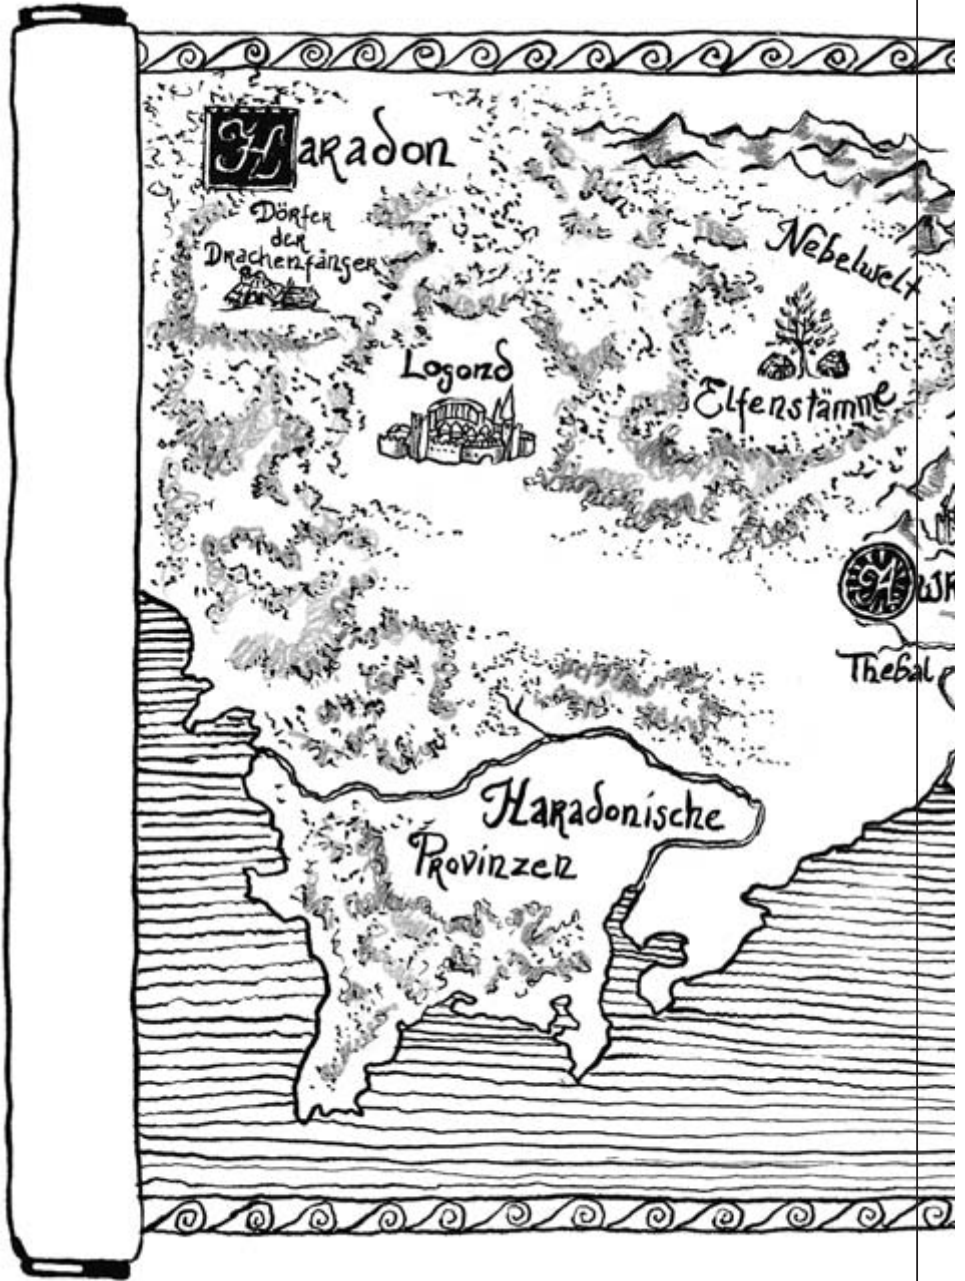 Haradon
Dörfer
der
Drachenfänger
Nebelwelt
Logond
Elfenstämme
Thebal
Haradonische
Provinzen